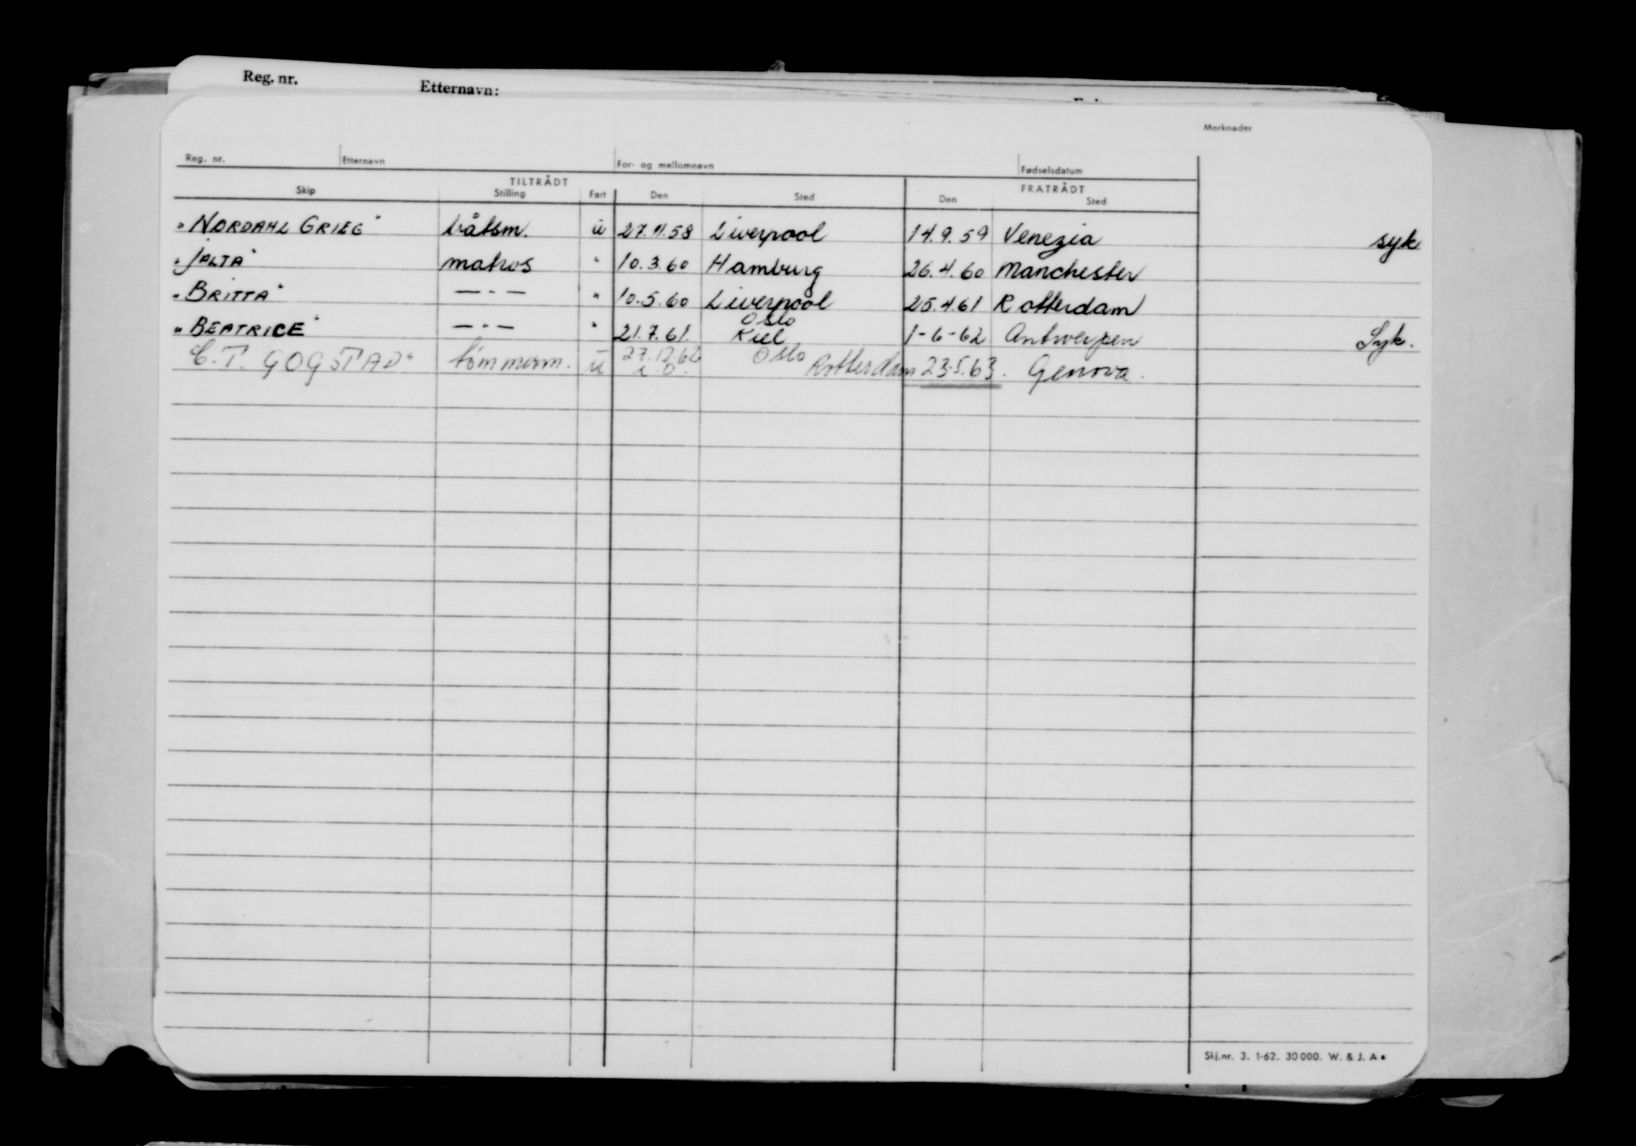 Reg. nr. Etternavn:
Merknader
Reg. nr. Etternavn For- og mellomnavn Fødselsdatum
TILTRÅDT FRATRÅDT
Skip Stilling Fart Den Sted Den Sted
"NORDAHL GRIEG" båtsm. ü 27.11.58 Liverpool 14.9.59 Venezia syk
"JALTA" matros " 10.3.60 Hamburg 26.4.60 Manchester
"BRITTA" —"— " 10.5.60 Liverpool 25.4.61 Rotterdam
Oslo
"BEATRICE" —"— " 21.7.61. Kiel 1-6-62 Antwerpen Syk.
C.T. GOGSTAD" tømmerm. ü 27.12.62 Oslo Rotterdam 23.5.63. Genova.
Skj.nr. 3. 1-62. 30 000. W. & J. A